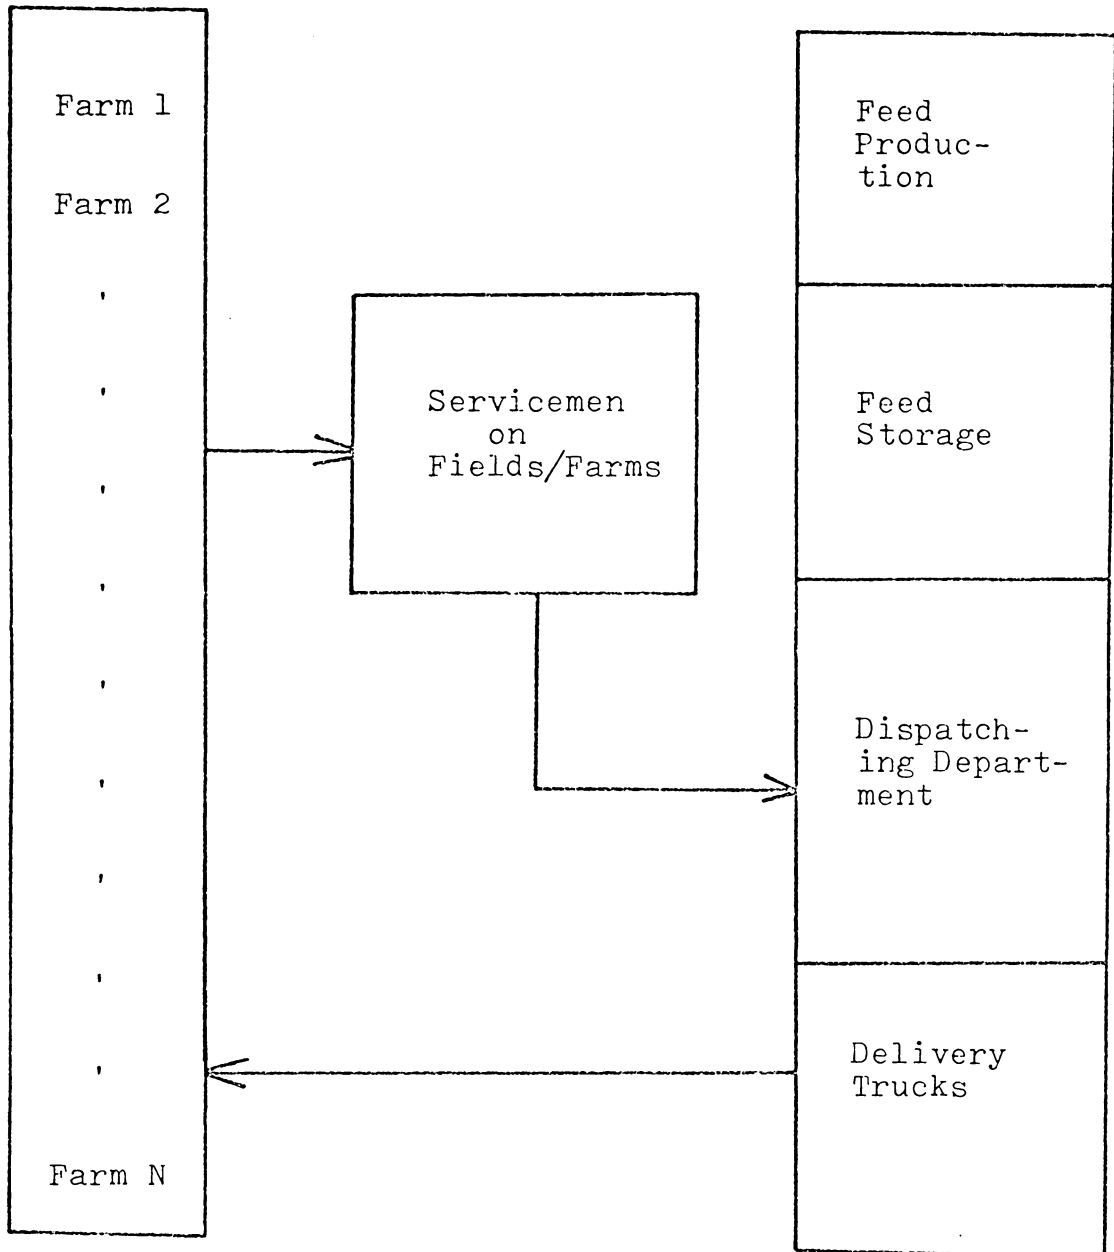 Farm 1
Farm 2
Farm N
Servicemen
on
Fields/Farms
Feed
Produc-
tion
Feed
Storage
Dispatch-
ing Depart-
ment
Delivery
Trucks